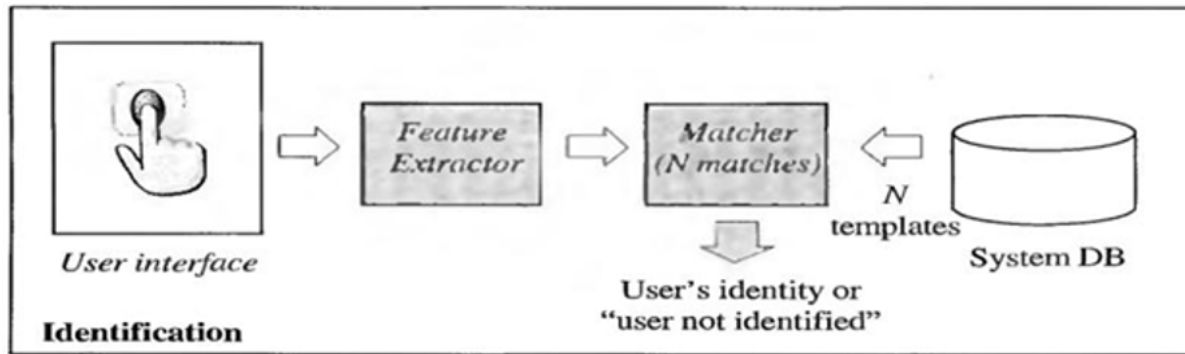 Feature
Extractor
Matcher
(N matches)
N
templates
User interface
System DB
User's identity or
“user not identified”
Identification